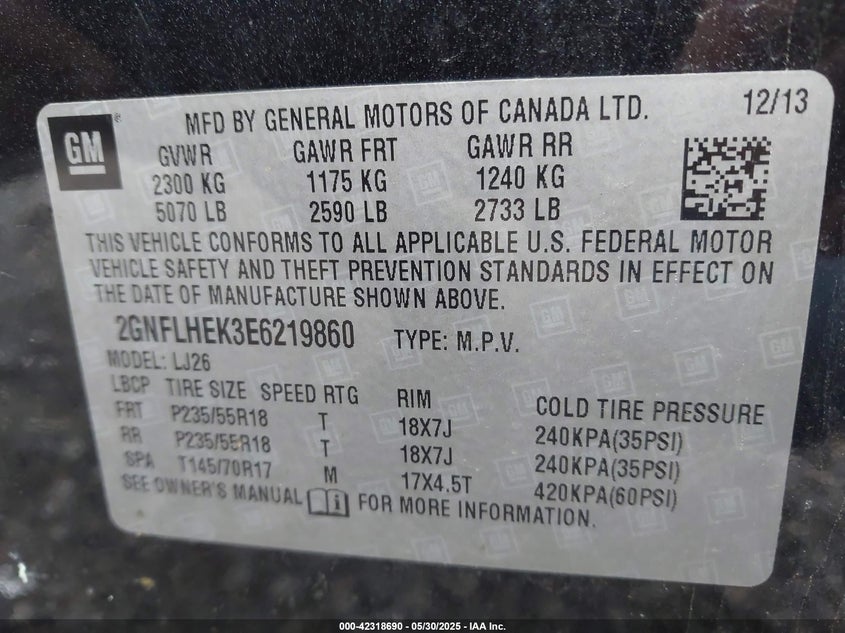 GM ® MFD BY GENERAL MOTORS OF CANADA LTD. 12/13
GVWR GAWR FRT GAWR RR
2300 KG 1175 KG 1240 KG
5070 LB 2590 LB 2733 LB
THIS VEHICLE CONFORMS TO ALL APPLICABLE U.S. FEDERAL MOTOR
VEHICLE SAFETY AND THEFT PREVENTION STANDARDS IN EFFECT ON
THE DATE OF MANUFACTURE SHOWN ABOVE.
2GNFLHEK3E6219860 TYPE: M.P.V.
MODEL: LJ26
LBCP TIRE SIZE SPEED RTG RIM COLD TIRE PRESSURE
FRT P235/55R18 T 18X7J 240KPA(35PSI)
RR P235/55R18 T 18X7J 240KPA(35PSI)
SPA T145/70R17 M 17X4.5T 420KPA(60PSI)
SEE OWNER'S MANUAL i FOR MORE INFORMATION.
000-42318690 - 05/30/2025 - IAA Inc.